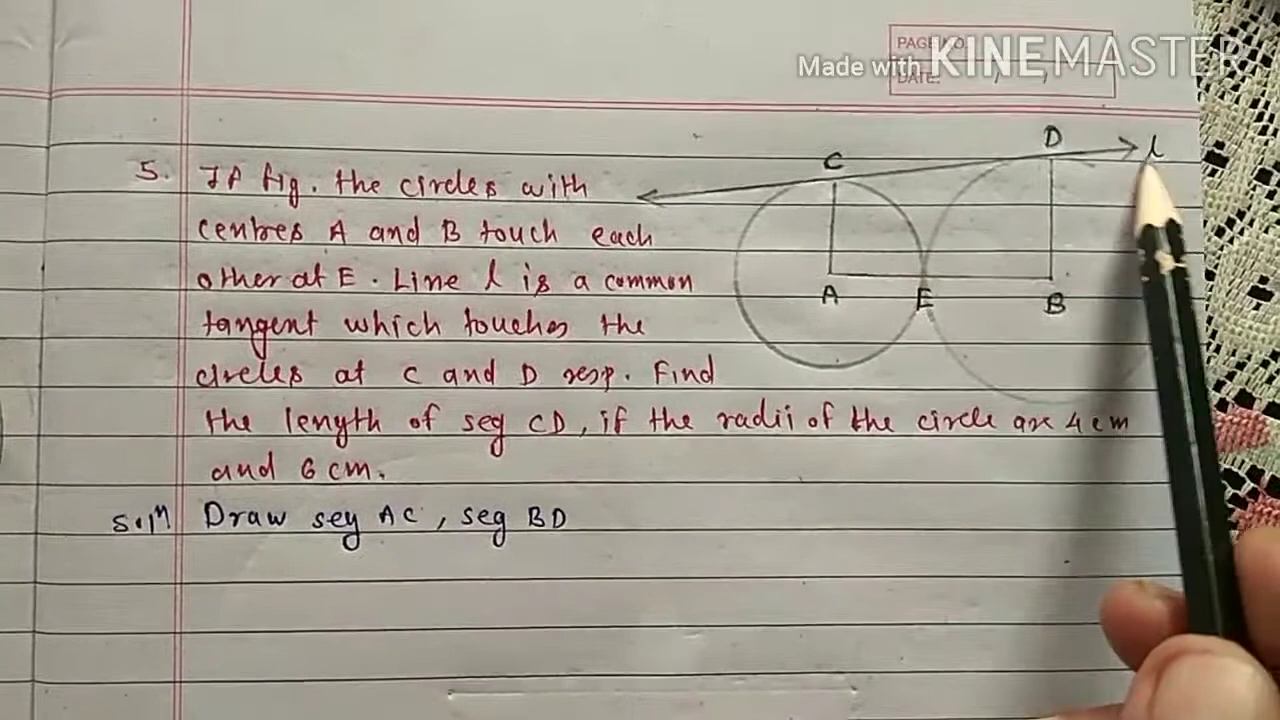 PAGE NO.
Made with KINEMASTER
DATE: / /
5. If fig. the circles with
centres A and B touch each
other at E. Line l is a common
tangent which touches the
circles at C and D resp. Find
the length of seg CD, if the radii of the circle are 4 cm
and 6 cm.
Solⁿ Draw seg AC, seg BD
C
D
l
A
E
B